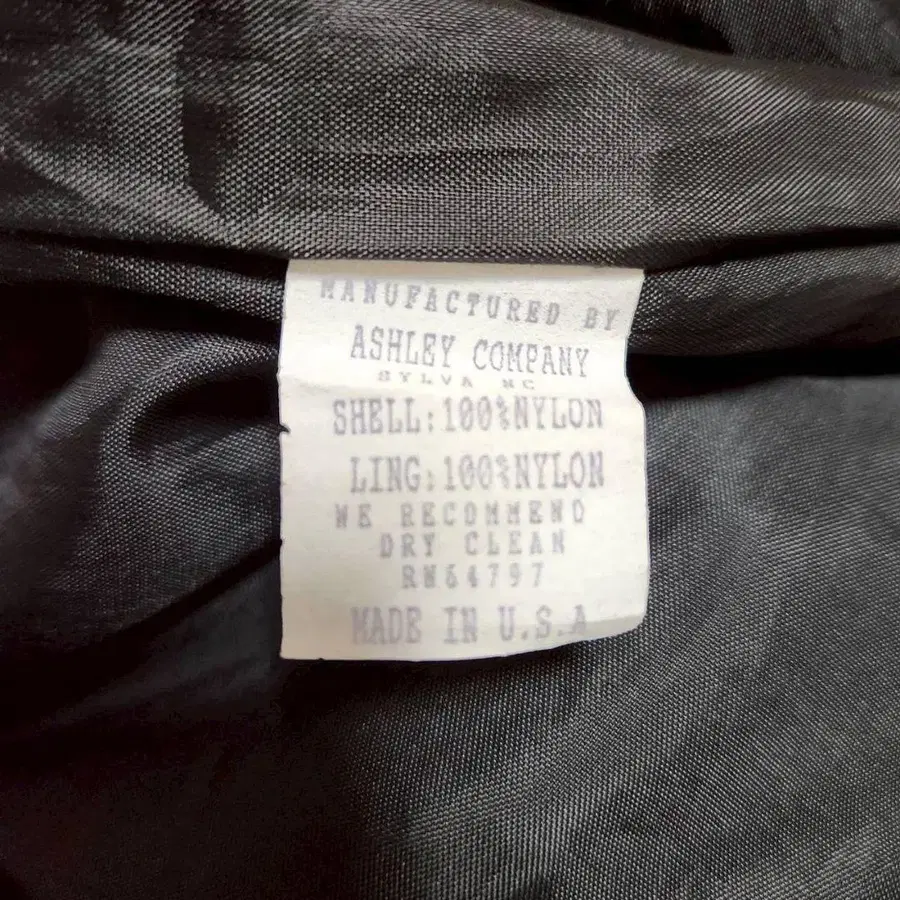 MANUFACTURED BY
ASHLEY COMPANY
SYLVA NC
SHELL:100%NYLON
LING:100%NYLON
WE RECOMMEND
DRY CLEAN
RN64797
MADE IN U.S.A